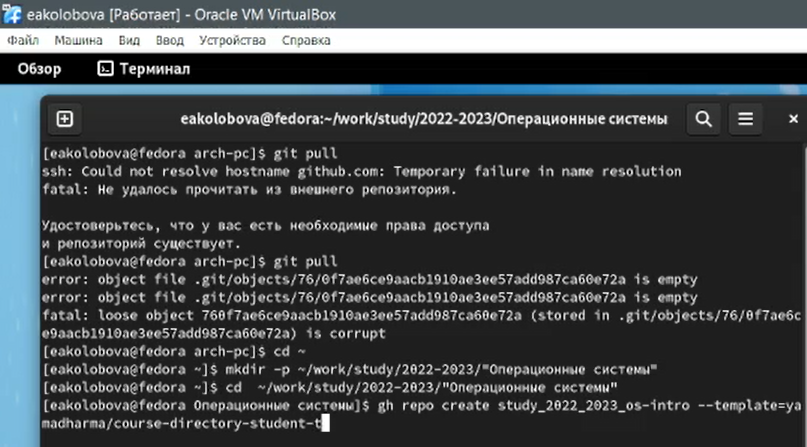 eakolobova [Работает] - Oracle VM VirtualBox
Файл Машина Вид Ввод Устройства Справка
Обзор Терминал
eakolobova@fedora:~/work/study/2022-2023/Операционные системы
[eakolobova@fedora arch-pc]$ git pull
ssh: Could not resolve hostname github.com: Temporary failure in name resolution
fatal: Не удалось прочитать из внешнего репозитория.
Удостоверьтесь, что у вас есть необходимые права доступа
и репозиторий существует.
[eakolobova@fedora arch-pc]$ git pull
error: object file .git/objects/76/0f7ae6ce9aacb1910ae3ee57add987ca60e72a is empty
error: object file .git/objects/76/0f7ae6ce9aacb1910ae3ee57add987ca60e72a is empty
fatal: loose object 760f7ae6ce9aacb1910ae3ee57add987ca60e72a (stored in .git/objects/76/0f7ae6c
e9aacb1910ae3ee57add987ca60e72a) is corrupt
[eakolobova@fedora arch-pc]$ cd ~
[eakolobova@fedora ~]$ mkdir -p ~/work/study/2022-2023/"Операционные системы"
[eakolobova@fedora ~]$ cd ~/work/study/2022-2023/"Операционные системы"
[eakolobova@fedora Операционные системы]$ gh repo create study_2022_2023_os-intro --template=ya
madharma/course-directory-student-t